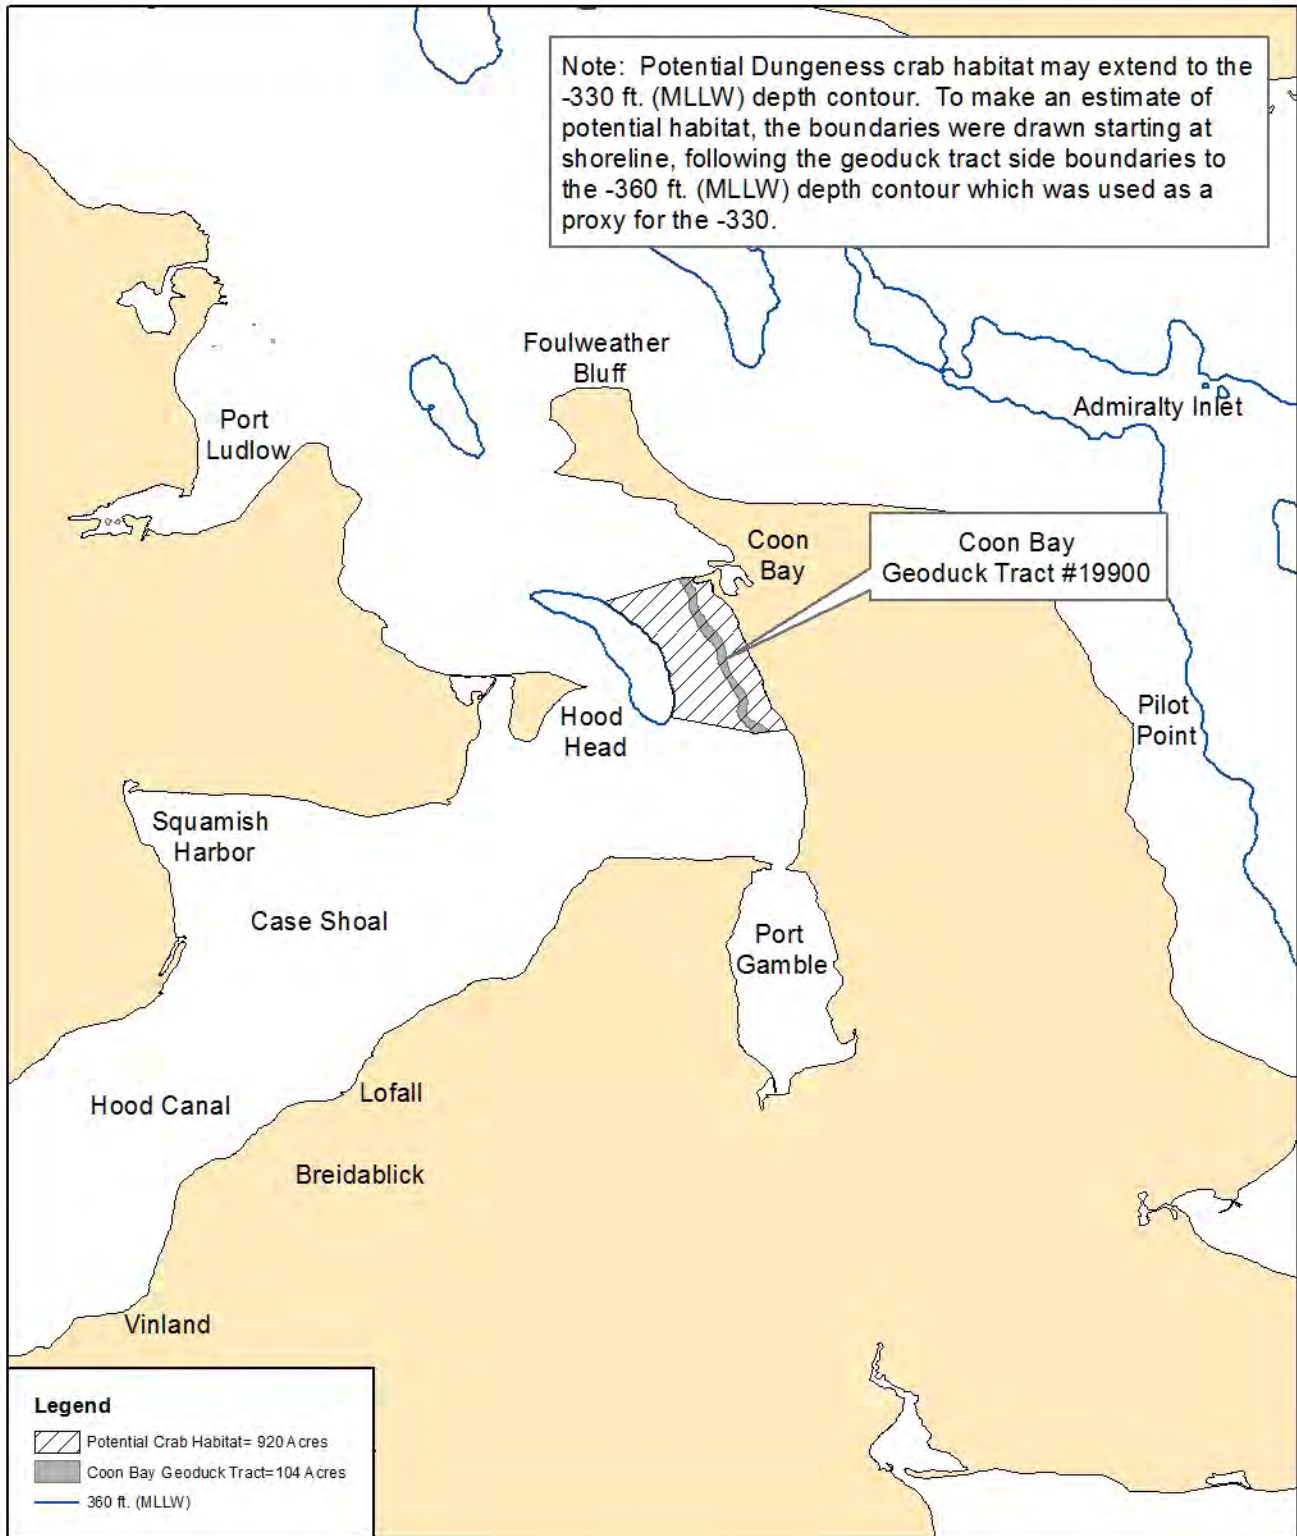 Note: Potential Dungeness crab habitat may extend to the
-330 ft. (MLLW) depth contour. To make an estimate of
potential habitat, the boundaries were drawn starting at
shoreline, following the geoduck tract side boundaries to
the -360 ft. (MLLW) depth contour which was used as a
proxy for the -330.
Foulweather
Bluff
Admiralty Inlet
Port
Ludlow
Coon
Bay
Coon Bay
Geoduck Tract #19900
Hood
Head
Pilot
Point
Squamish
Harbor
Case Shoal
Port
Gamble
Hood Canal
Lofall
Breidablick
Vinland
Legend
Potential Crab Habitat= 920 Acres
Coon Bay Geoduck Tract=104 Acres
360 ft. (MLLW)